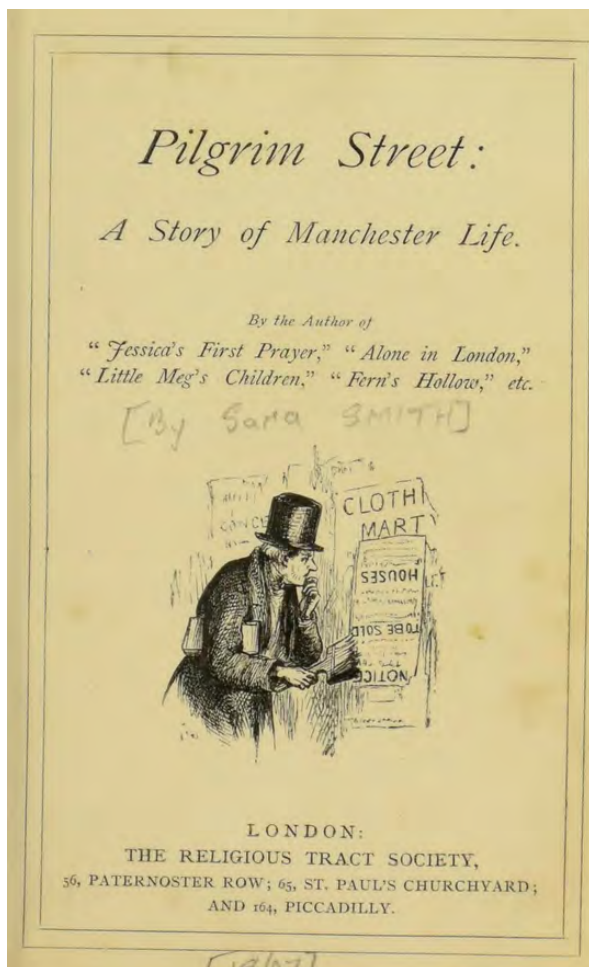 Pilgrim Street:
A Story of Manchester Life.
By the Author of
“Jessica's First Prayer,” “Alone in London,”
“Little Meg's Children,” “Fern's Hollow,” etc.
[By Sara SMITH]
CLOTHI
MART
HOUSES
TO BE SOLD
NOTICE
LONDON:
THE RELIGIOUS TRACT SOCIETY,
56, PATERNOSTER ROW; 65, ST. PAUL'S CHURCHYARD;
AND 164, PICCADILLY.